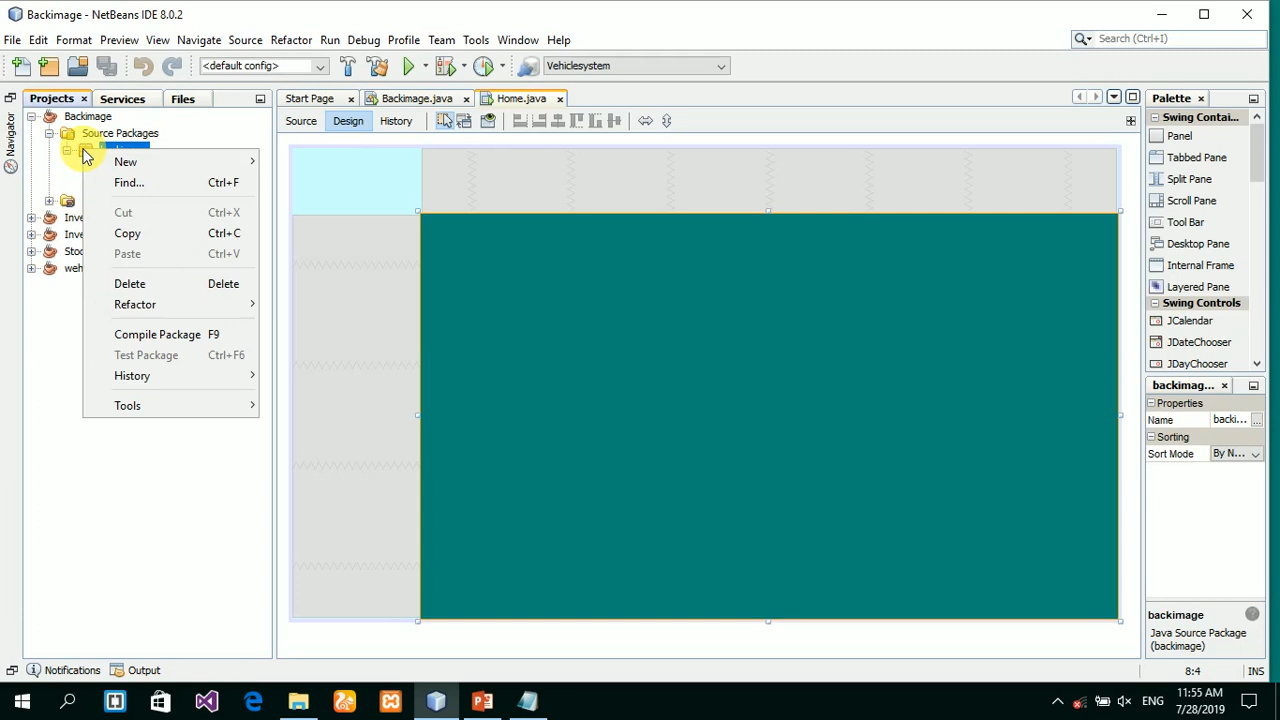 Backimage - NetBeans IDE 8.0.2
File Edit Format Preview View Navigate Source Refactor Run Debug Profile Team Tools Window Help
Search (Ctrl+I)
<default config>
Vehiclesystem
Projects Services Files
Start Page Backimage.java Home.java
Palette
Navigator
Source Design History
Backimage
Source Packages
Inve
Inve
Stoc
weh
New
Find... Ctrl+F
Cut Ctrl+X
Copy Ctrl+C
Paste Ctrl+V
Delete Delete
Refactor
Compile Package F9
Test Package Ctrl+F6
History
Tools
Swing Contai...
Panel
Tabbed Pane
Split Pane
Scroll Pane
Tool Bar
Desktop Pane
Internal Frame
Layered Pane
Swing Controls
JCalendar
JDateChooser
JDayChooser
backimag...
Properties
Name backi... ...
Sorting
Sort Mode By N...
backimage
Java Source Package
(backimage)
Notifications Output
8:4 INS
ENG
11:55 AM
7/28/2019